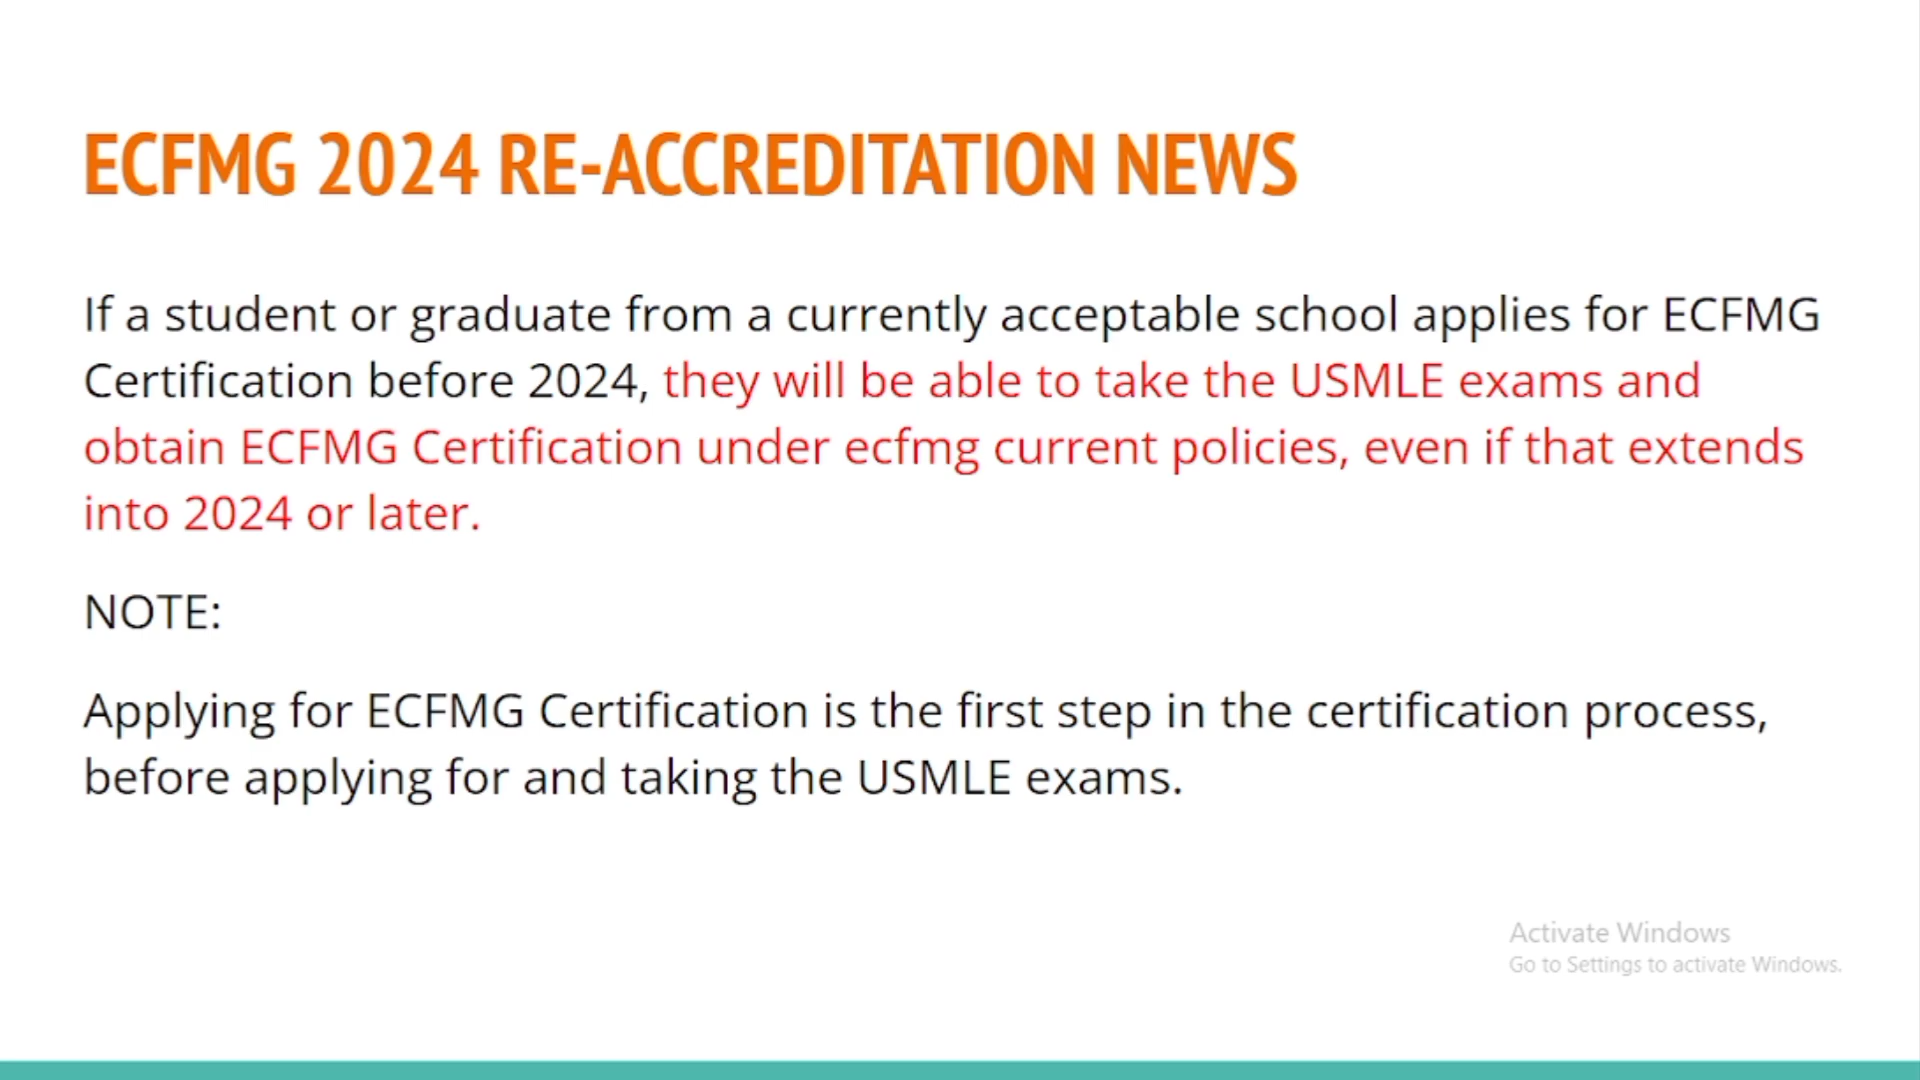 ECFMG 2024 RE-ACCREDITATION NEWS
If a student or graduate from a currently acceptable school applies for ECFMG
Certification before 2024, they will be able to take the USMLE exams and
obtain ECFMG Certification under ecfmg current policies, even if that extends
into 2024 or later.
NOTE:
Applying for ECFMG Certification is the first step in the certification process,
before applying for and taking the USMLE exams.
Activate Windows
Go to Settings to activate Windows.